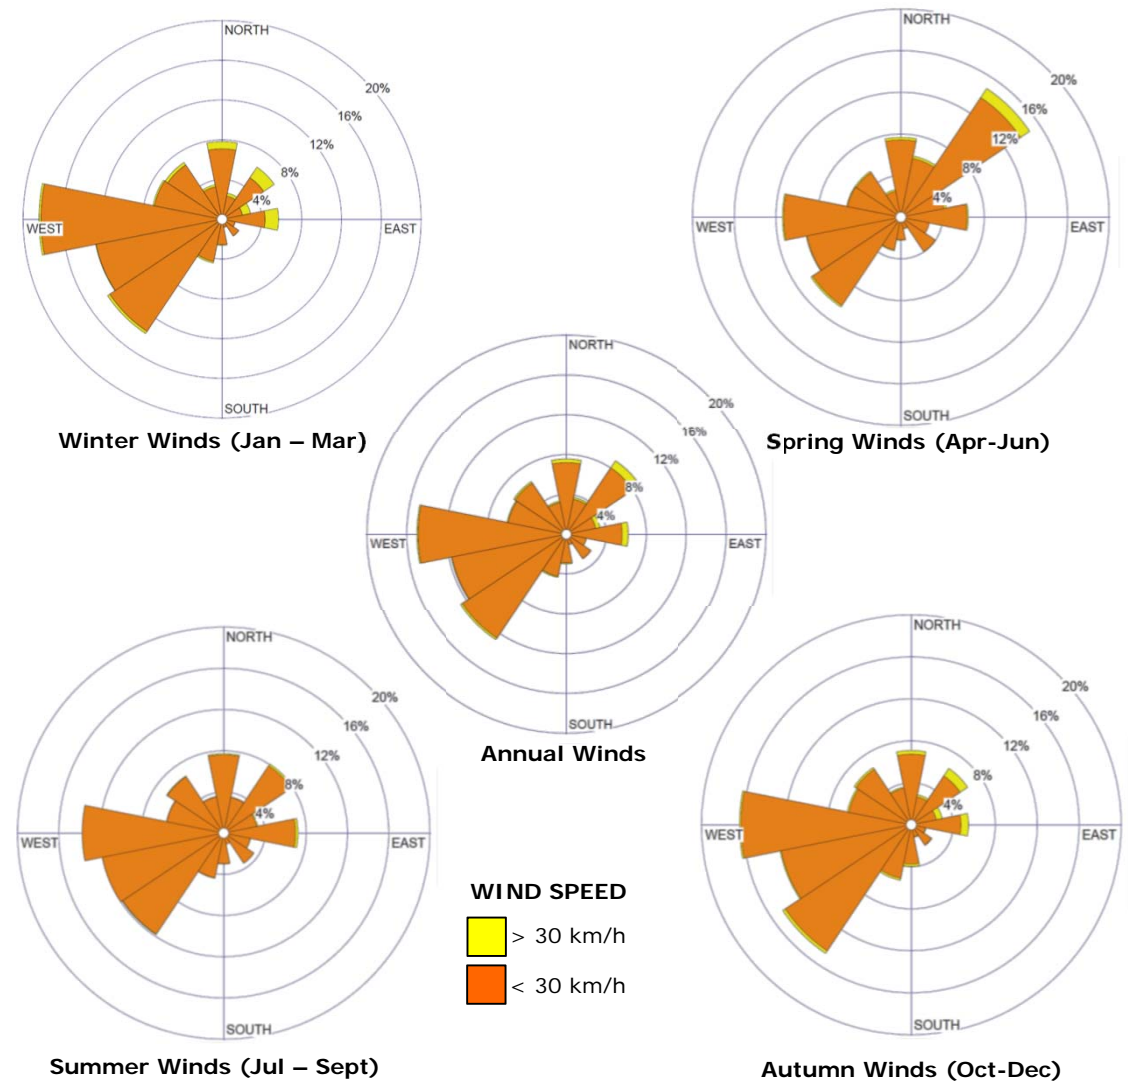 NORTH
20%
16%
12%
8%
4%
WEST
EAST
SOUTH
Winter Winds (Jan – Mar)
NORTH
20%
16%
12%
8%
4%
WEST
EAST
SOUTH
Spring Winds (Apr-Jun)
NORTH
20%
16%
12%
8%
4%
WEST
EAST
SOUTH
Annual Winds
NORTH
20%
16%
12%
8%
4%
WEST
EAST
SOUTH
Summer Winds (Jul – Sept)
WIND SPEED
> 30 km/h
< 30 km/h
NORTH
20%
16%
12%
8%
4%
WEST
EAST
SOUTH
Autumn Winds (Oct-Dec)